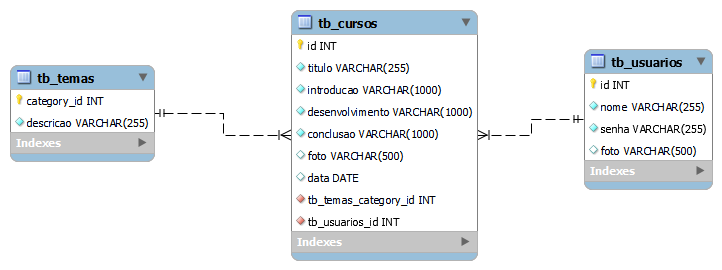 tb_temas
category_id INT
descricao VARCHAR(255)
Indexes
tb_cursos
id INT
titulo VARCHAR(255)
introducao VARCHAR(1000)
desenvolvimento VARCHAR(1000)
conclusao VARCHAR(1000)
foto VARCHAR(500)
data DATE
tb_temas_category_id INT
tb_usuarios_id INT
Indexes
tb_usuarios
id INT
nome VARCHAR(255)
senha VARCHAR(255)
foto VARCHAR(500)
Indexes